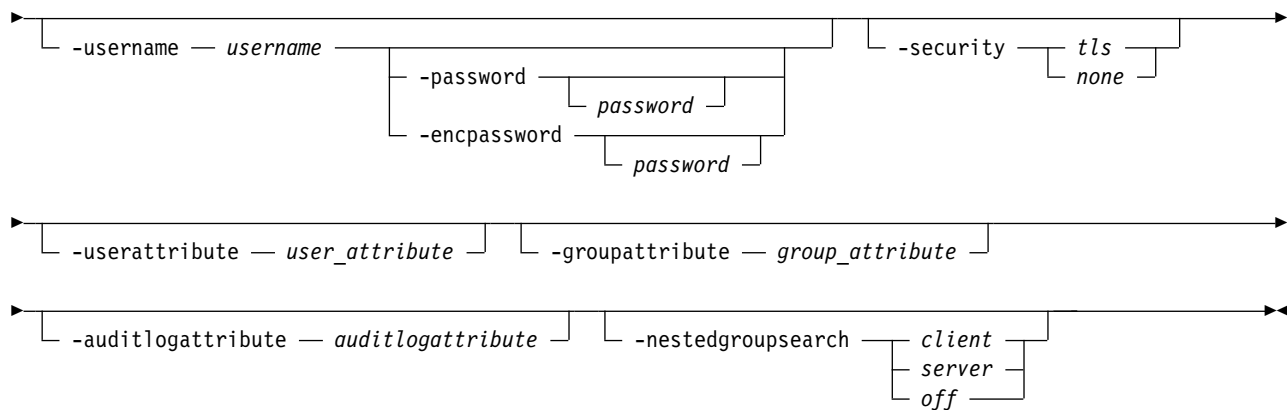 -username username -security tls
-password none
password
-encpassword
password
-userattribute user_attribute -groupattribute group_attribute
-auditlogattribute auditlogattribute -nestedgroupsearch client
server
off